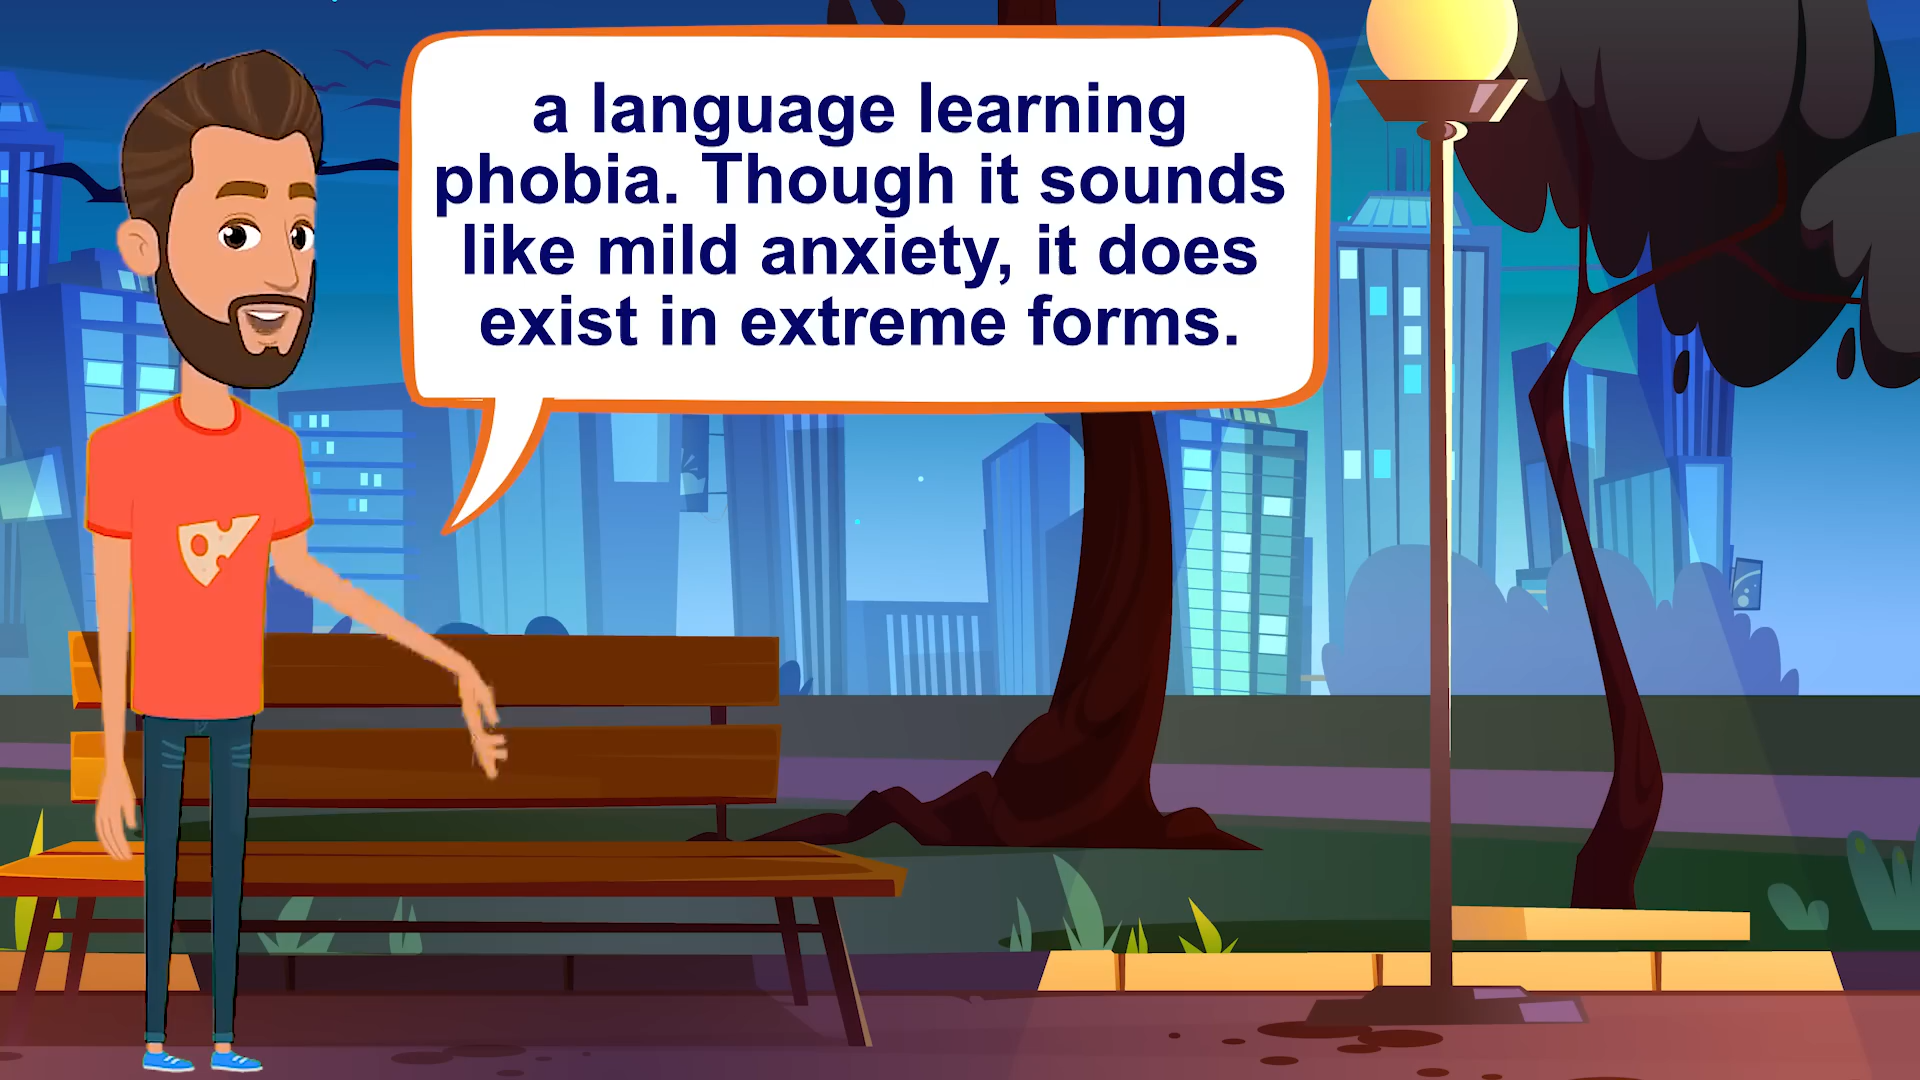 a language learning
phobia. Though it sounds
like mild anxiety, it does
exist in extreme forms.